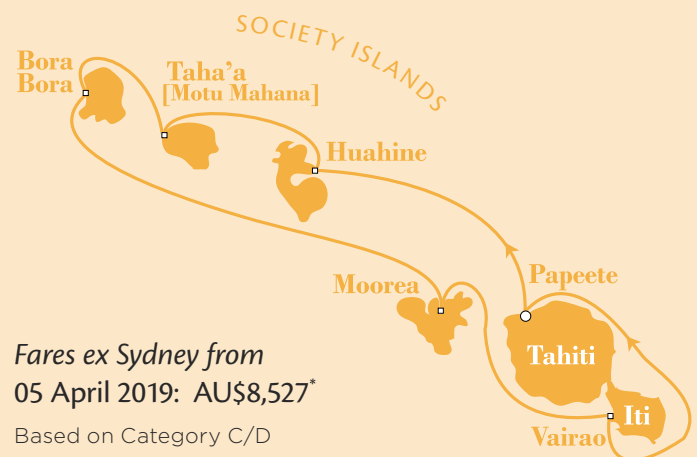 SOCIETY ISLANDS
Bora
Bora
Taha’a
[Motu Mahana]
Huahine
Papeete
Moorea
Tahiti
Iti
Vairao
Fares ex Sydney from
05 April 2019: AU$8,527*
Based on Category C/D